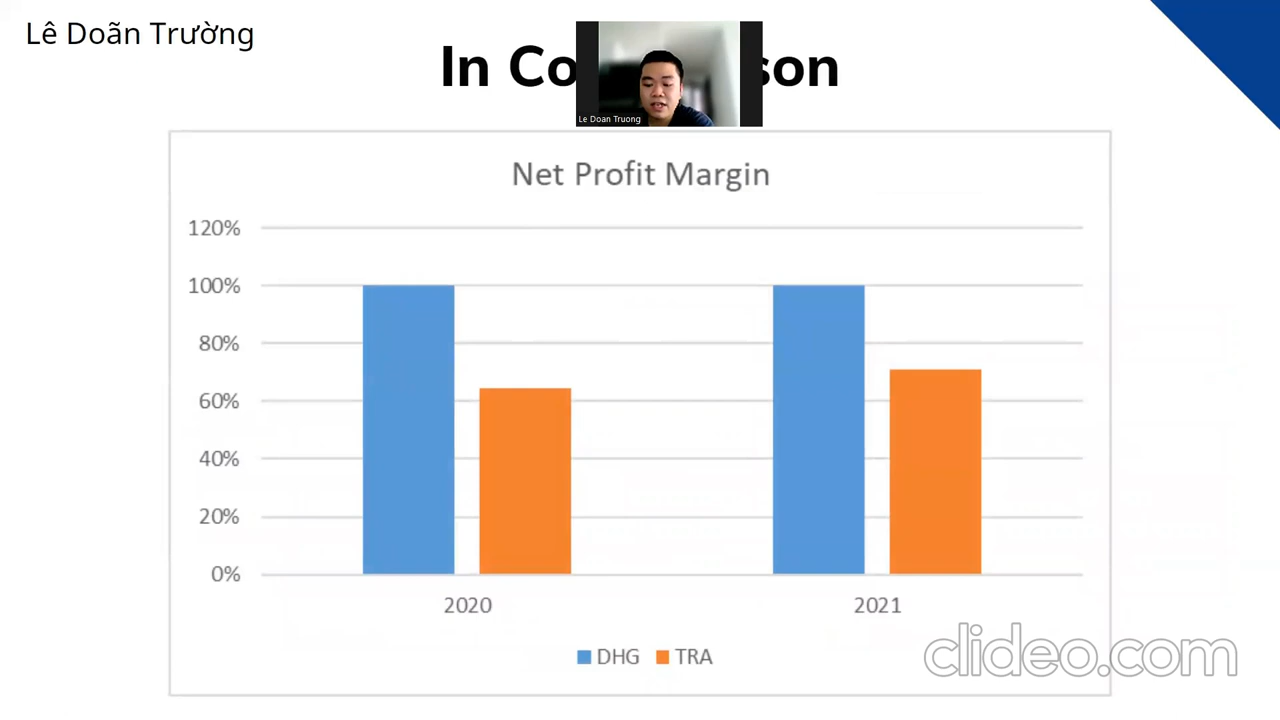 Lê Doãn Trường
In Co son
Le Doan Truong
Net Profit Margin
120%
100%
80%
60%
40%
20%
0%
2020 2021
DHG TRA
clideo.com